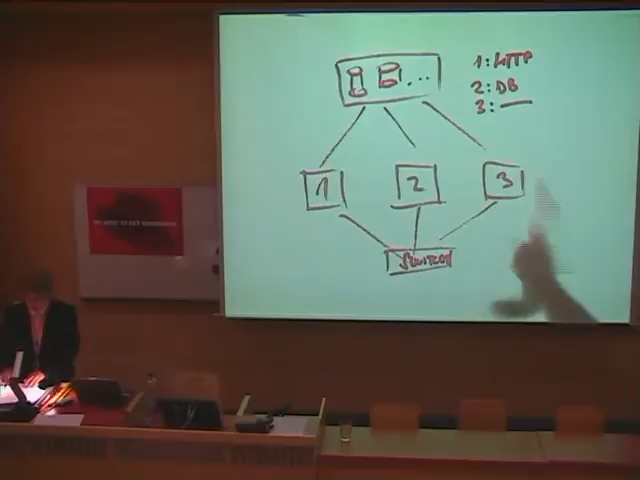 ...
1: HTTP
2: DB
3: —
1
2
3
SWITCH